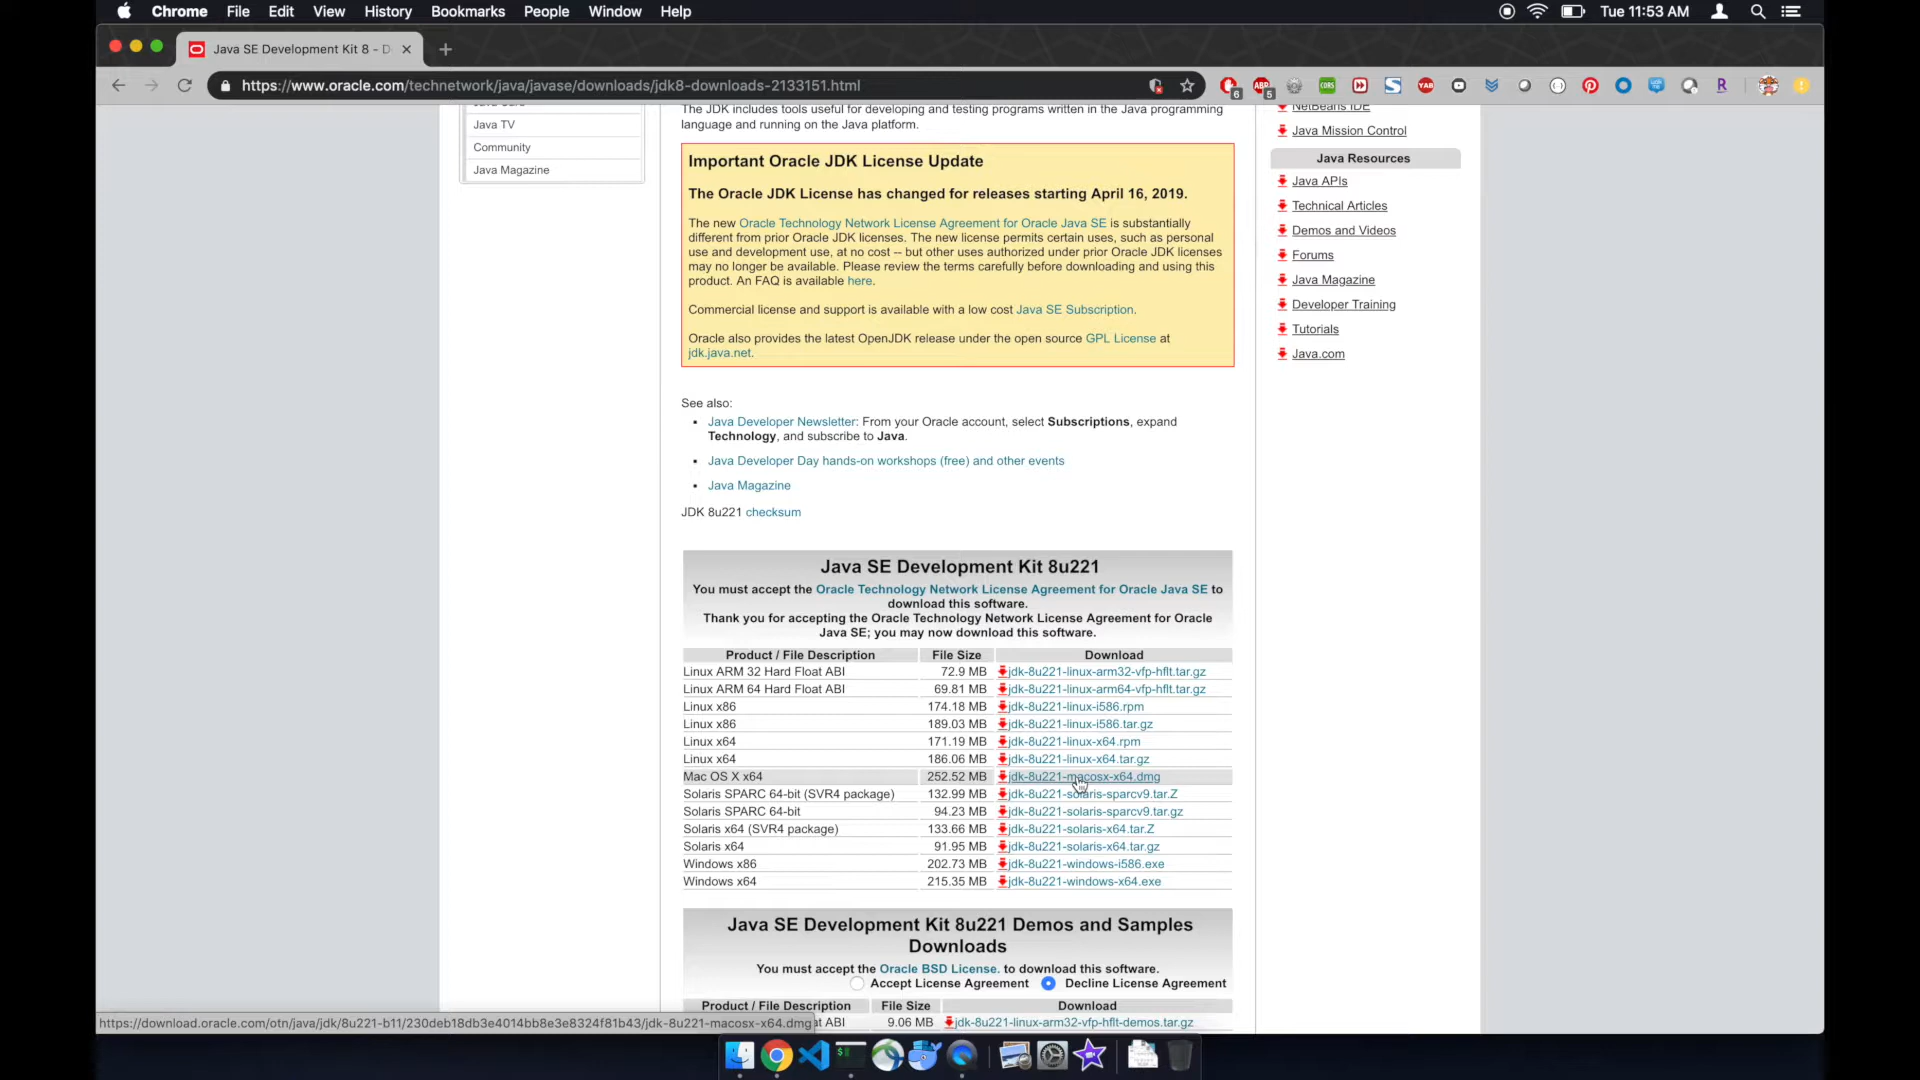 Chrome File Edit View History Bookmarks People Window Help Tue 11:53 AM
Java SE Development Kit 8 - D
https://www.oracle.com/technetwork/java/javase/downloads/jdk8-downloads-2133151.html
Java TV
Community
Java Magazine
The JDK includes tools useful for developing and testing programs written in the Java programming
language and running on the Java platform.
Important Oracle JDK License Update
The Oracle JDK License has changed for releases starting April 16, 2019.
The new Oracle Technology Network License Agreement for Oracle Java SE is substantially
different from prior Oracle JDK licenses. The new license permits certain uses, such as personal
use and development use, at no cost -- but other uses authorized under prior Oracle JDK licenses
may no longer be available. Please review the terms carefully before downloading and using this
product. An FAQ is available here.
Commercial license and support is available with a low cost Java SE Subscription.
Oracle also provides the latest OpenJDK release under the open source GPL License at
jdk.java.net.
See also:
Java Developer Newsletter: From your Oracle account, select Subscriptions, expand
Technology, and subscribe to Java.
Java Developer Day hands-on workshops (free) and other events
Java Magazine
JDK 8u221 checksum
Java SE Development Kit 8u221
You must accept the Oracle Technology Network License Agreement for Oracle Java SE to
download this software.
Thank you for accepting the Oracle Technology Network License Agreement for Oracle
Java SE; you may now download this software.
Product / File Description File Size Download
Linux ARM 32 Hard Float ABI 72.9 MB jdk-8u221-linux-arm32-vfp-hflt.tar.gz
Linux ARM 64 Hard Float ABI 69.81 MB jdk-8u221-linux-arm64-vfp-hflt.tar.gz
Linux x86 174.18 MB jdk-8u221-linux-i586.rpm
Linux x86 189.03 MB jdk-8u221-linux-i586.tar.gz
Linux x64 171.19 MB jdk-8u221-linux-x64.rpm
Linux x64 186.06 MB jdk-8u221-linux-x64.tar.gz
Mac OS X x64 252.52 MB jdk-8u221-macosx-x64.dmg
Solaris SPARC 64-bit (SVR4 package) 132.99 MB jdk-8u221-solaris-sparcv9.tar.Z
Solaris SPARC 64-bit 94.23 MB jdk-8u221-solaris-sparcv9.tar.gz
Solaris x64 (SVR4 package) 133.66 MB jdk-8u221-solaris-x64.tar.Z
Solaris x64 91.95 MB jdk-8u221-solaris-x64.tar.gz
Windows x86 202.73 MB jdk-8u221-windows-i586.exe
Windows x64 215.35 MB jdk-8u221-windows-x64.exe
Java SE Development Kit 8u221 Demos and Samples
Downloads
You must accept the Oracle BSD License. to download this software.
Accept License Agreement Decline License Agreement
Product / File Description File Size Download
at ABI 9.06 MB jdk-8u221-linux-arm32-vfp-hflt-demos.tar.gz
https://download.oracle.com/otn/java/jdk/8u221-b11/230deb18db3e4014bb8e3e8324f81b43/jdk-8u221-macosx-x64.dmg
NetBeans IDE
Java Mission Control
Java Resources
Java APIs
Technical Articles
Demos and Videos
Forums
Java Magazine
Developer Training
Tutorials
Java.com